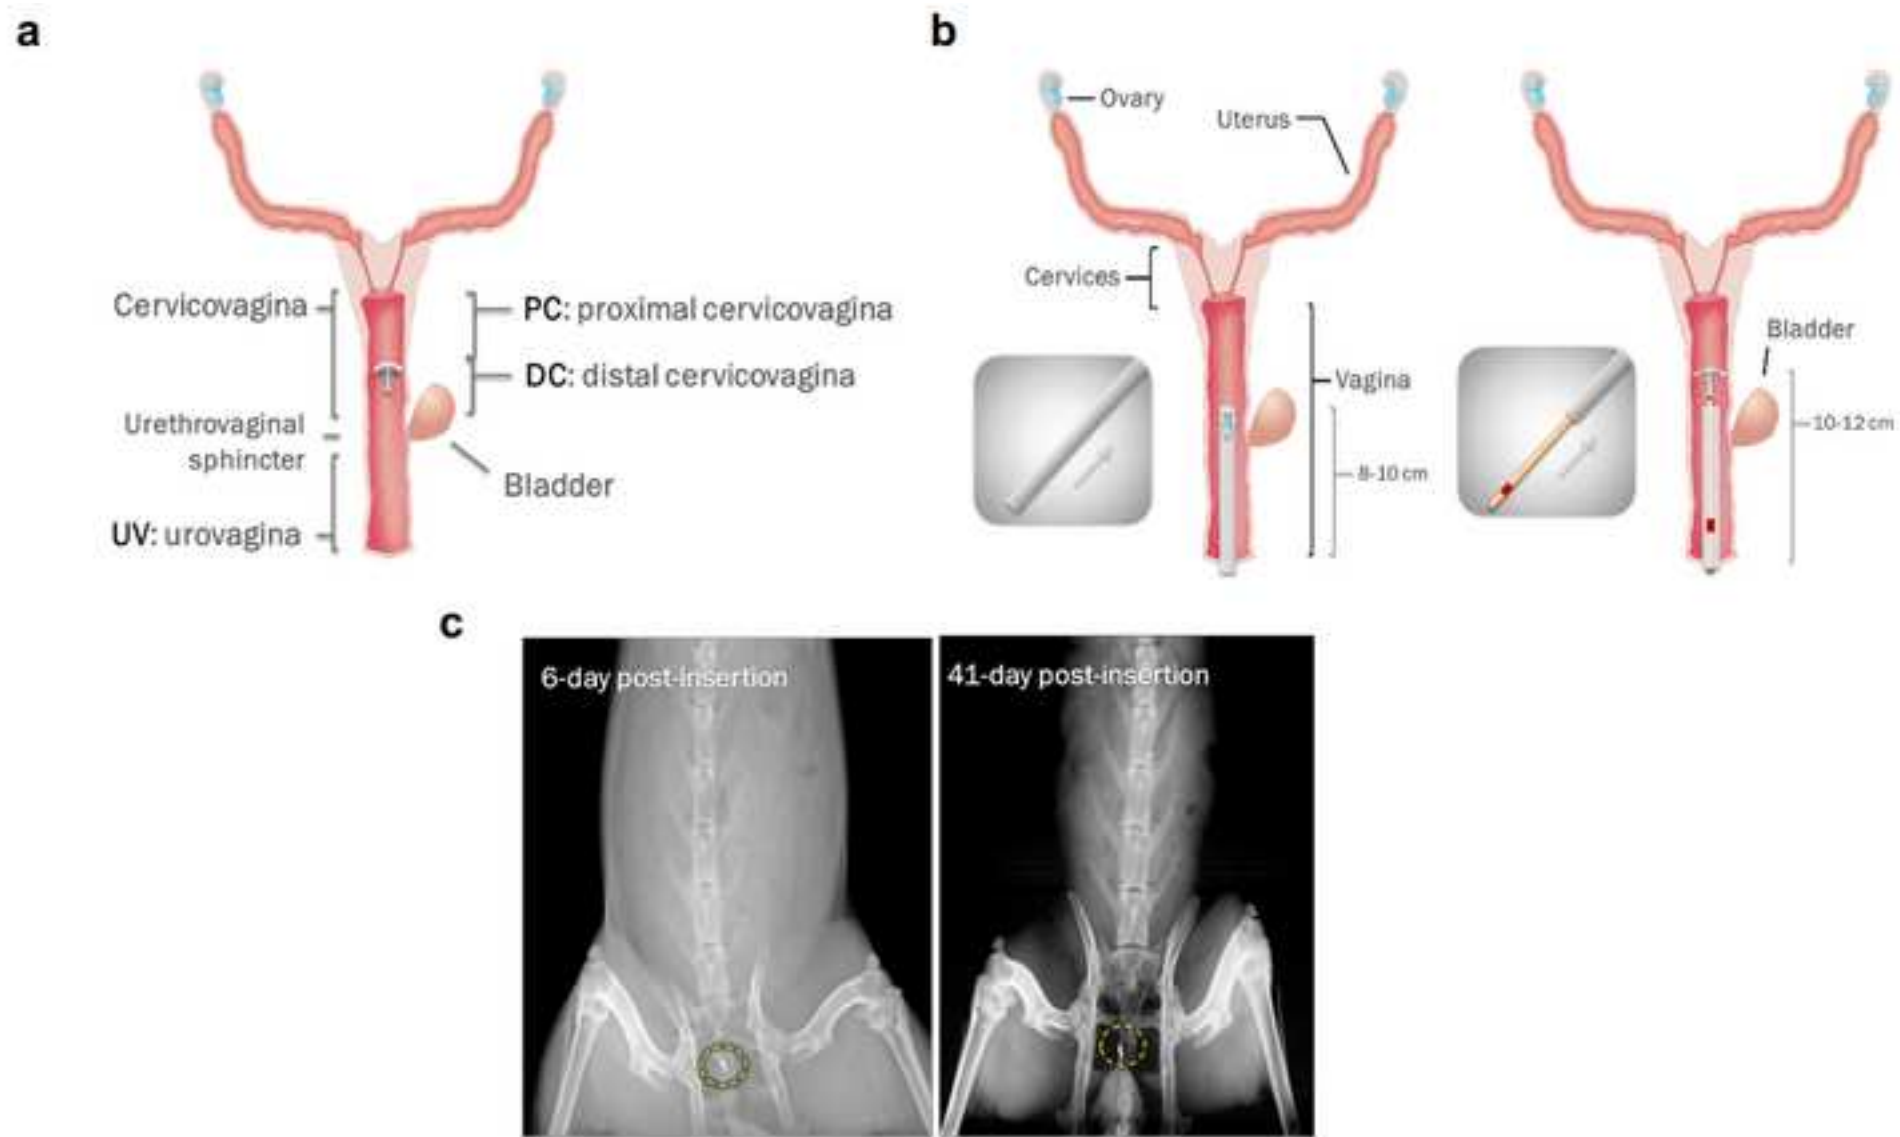 a
Cervicovagina
PC: proximal cervicovagina
DC: distal cervicovagina
Urethrovaginal
sphincter
Bladder
UV: urovagina
b
Ovary
Uterus
Cervices
Vagina
8-10 cm
Bladder
10-12 cm
c
6-day post-insertion
41-day post-insertion